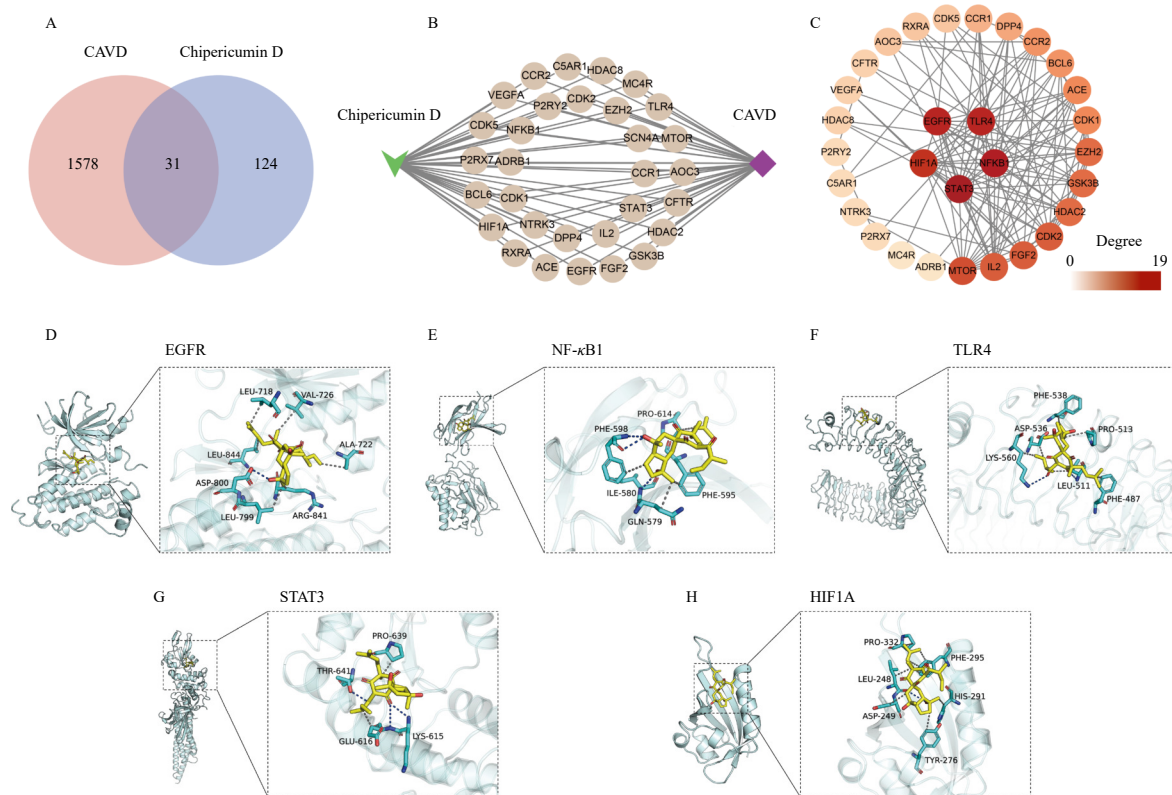 A
CAVD
Chipericumin D
1578
31
124
B
Chipericumin D
CAVD
C5AR1
HDAC8
CCR2
MC4R
VEGFA
P2RY2
CDK2
EZH2
TLR4
CDK5
NFKB1
SCN4A
MTOR
P2RX7
ADRB1
CCR1
AOC3
BCL6
CDK1
STAT3
CFTR
HIF1A
NTRK3
DPP4
IL2
HDAC2
RXRA
ACE
EGFR
FGF2
GSK3B
C
RXRA
CDK5
CCR1
DPP4
AOC3
CCR2
CFTR
BCL6
VEGFA
ACE
HDAC8
CDK1
P2RY2
EZH2
C5AR1
GSK3B
NTRK3
HDAC2
P2RX7
CDK2
MC4R
FGF2
ADRB1
MTOR
IL2
EGFR
TLR4
HIF1A
NFKB1
STAT3
Degree
0
19
D
EGFR
LEU-718
VAL-726
ALA-722
LEU-844
ASP-800
LEU-799
ARG-841
E
NF-κB1
PRO-614
PHE-598
ILE-580
PHE-595
GLN-579
F
TLR4
PHE-538
ASP-536
PRO-513
LYS-560
LEU-511
PHE-487
G
STAT3
PRO-639
THR-641
GLU-616
LYS-615
H
HIF1A
PRO-332
PHE-295
LEU-248
HIS-291
ASP-249
TYR-276